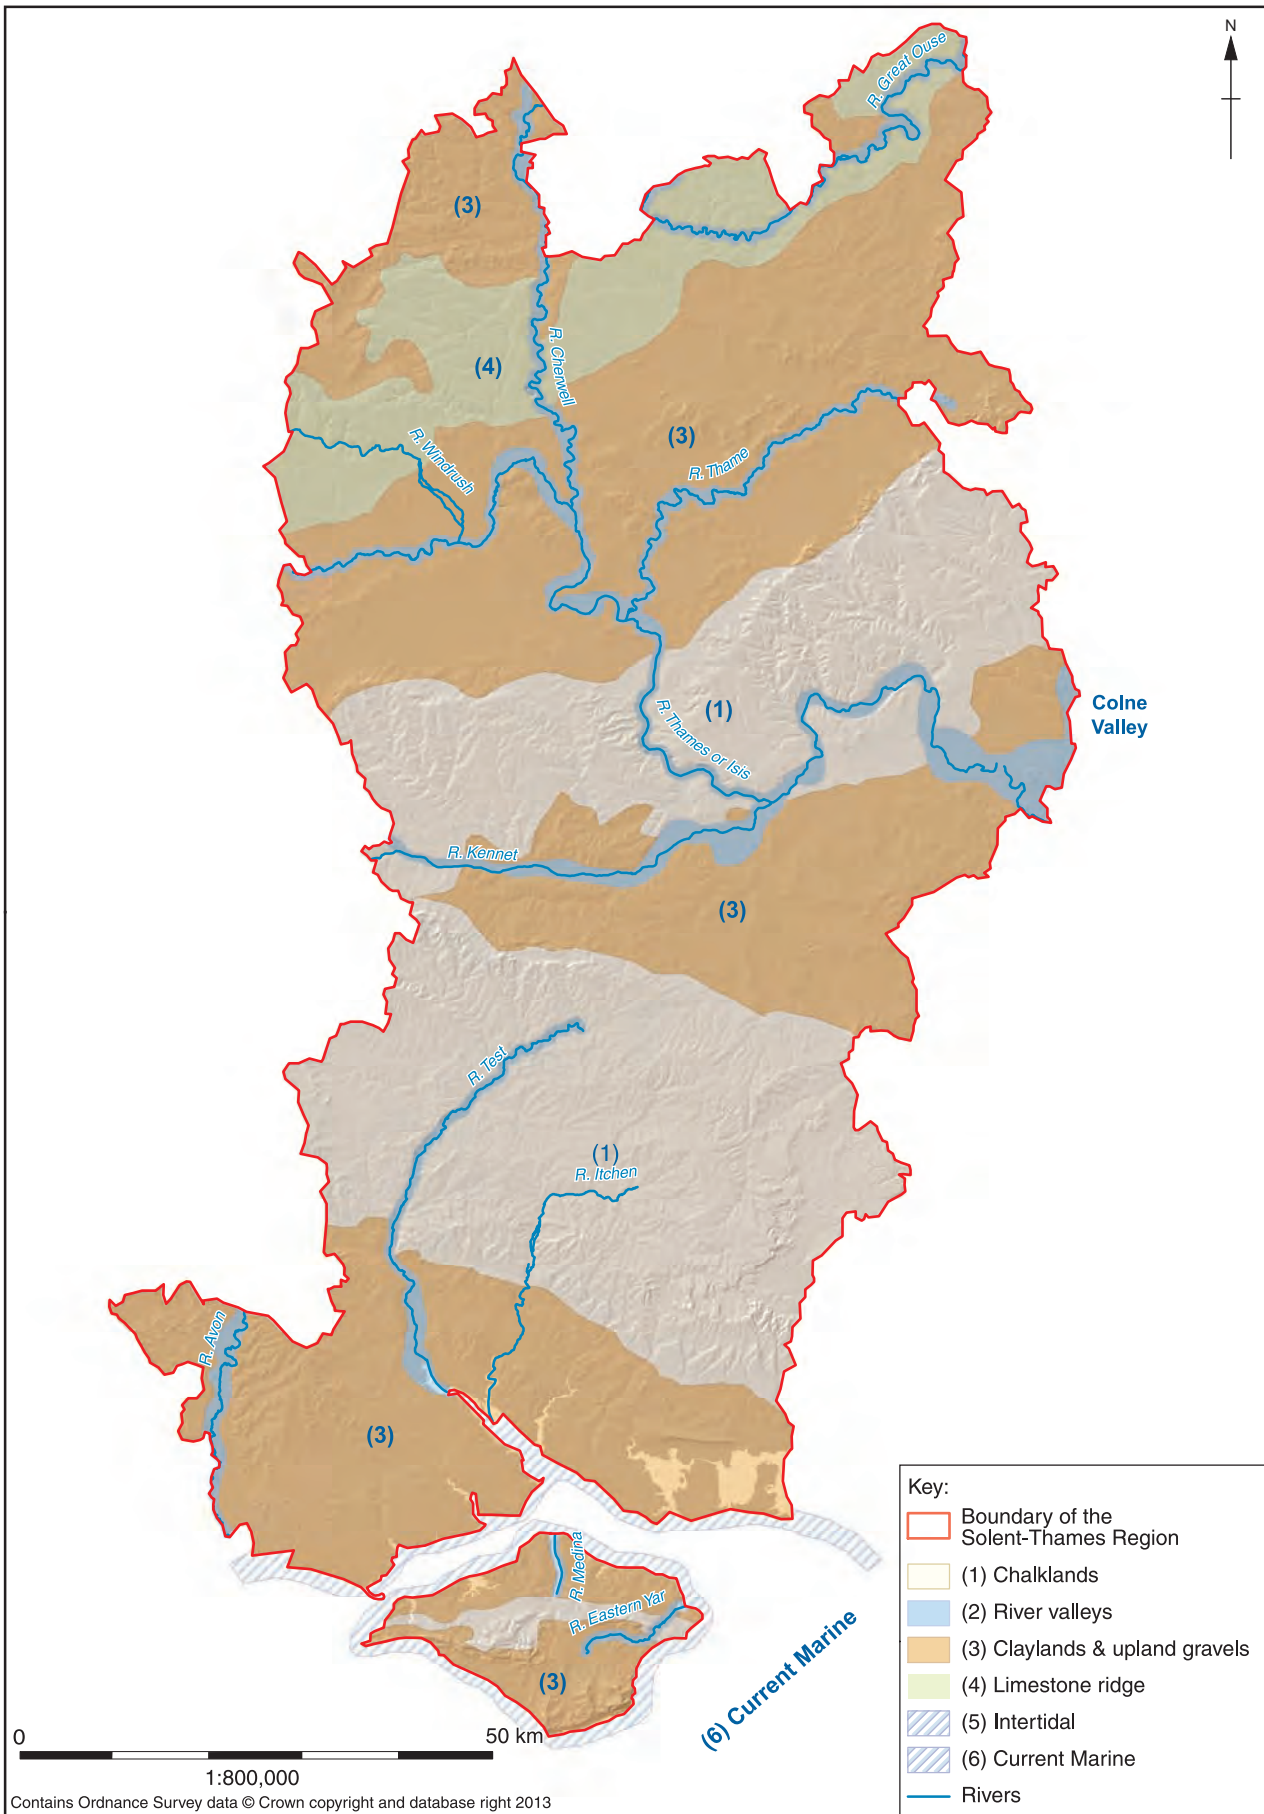 N
R. Great Ouse
(3)
R. Cherwell
(4)
(3)
R. Windrush
R. Thame
(1)
R. Thames or Isis
Colne
Valley
R. Kennet
(3)
R. Test
(1)
R. Itchen
R. Avon
(3)
R. Medina
R. Eastern Yar
(3)
(6) Current Marine
Key:
Boundary of the
Solent-Thames Region
(1) Chalklands
(2) River valleys
(3) Claylands & upland gravels
(4) Limestone ridge
(5) Intertidal
(6) Current Marine
Rivers
0 50 km
1:800,000
Contains Ordnance Survey data © Crown copyright and database right 2013